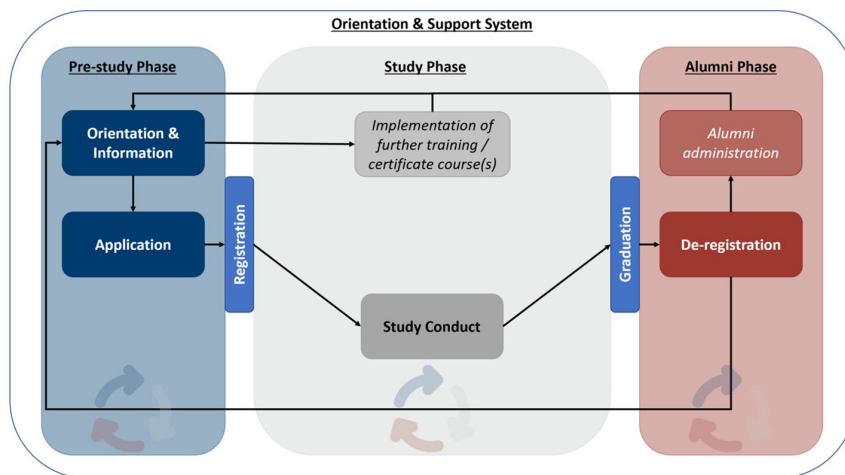 Orientation & Support System
Pre-study Phase
Study Phase
Alumni Phase
Orientation &
Information
Implementation of
further training /
certificate course(s)
Alumni
administration
Application
Registration
Graduation
De-registration
Study Conduct